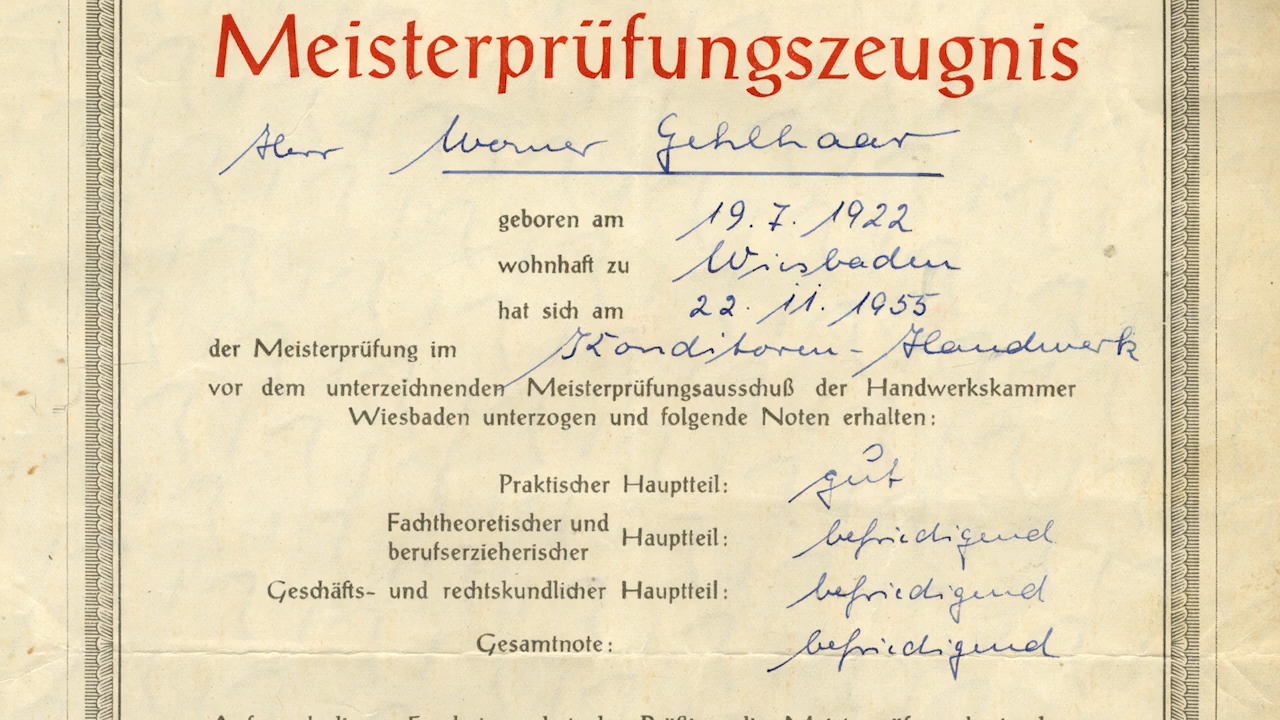 Meisterprüfungszeugnis
Herr Werner Gehlhaar
geboren am 19.7.1922
wohnhaft zu Wiesbaden
hat sich am 22.11.1955
der Meisterprüfung im Konditoren-Handwerk
vor dem unterzeichnenden Meisterprüfungsausschuß der Handwerkskammer
Wiesbaden unterzogen und folgende Noten erhalten:
Praktischer Hauptteil: gut
Fachtheoretischer und
berufserzieherischer Hauptteil: befriedigend
Geschäfts- und rechtskundlicher Hauptteil: befriedigend
Gesamtnote: befriedigend